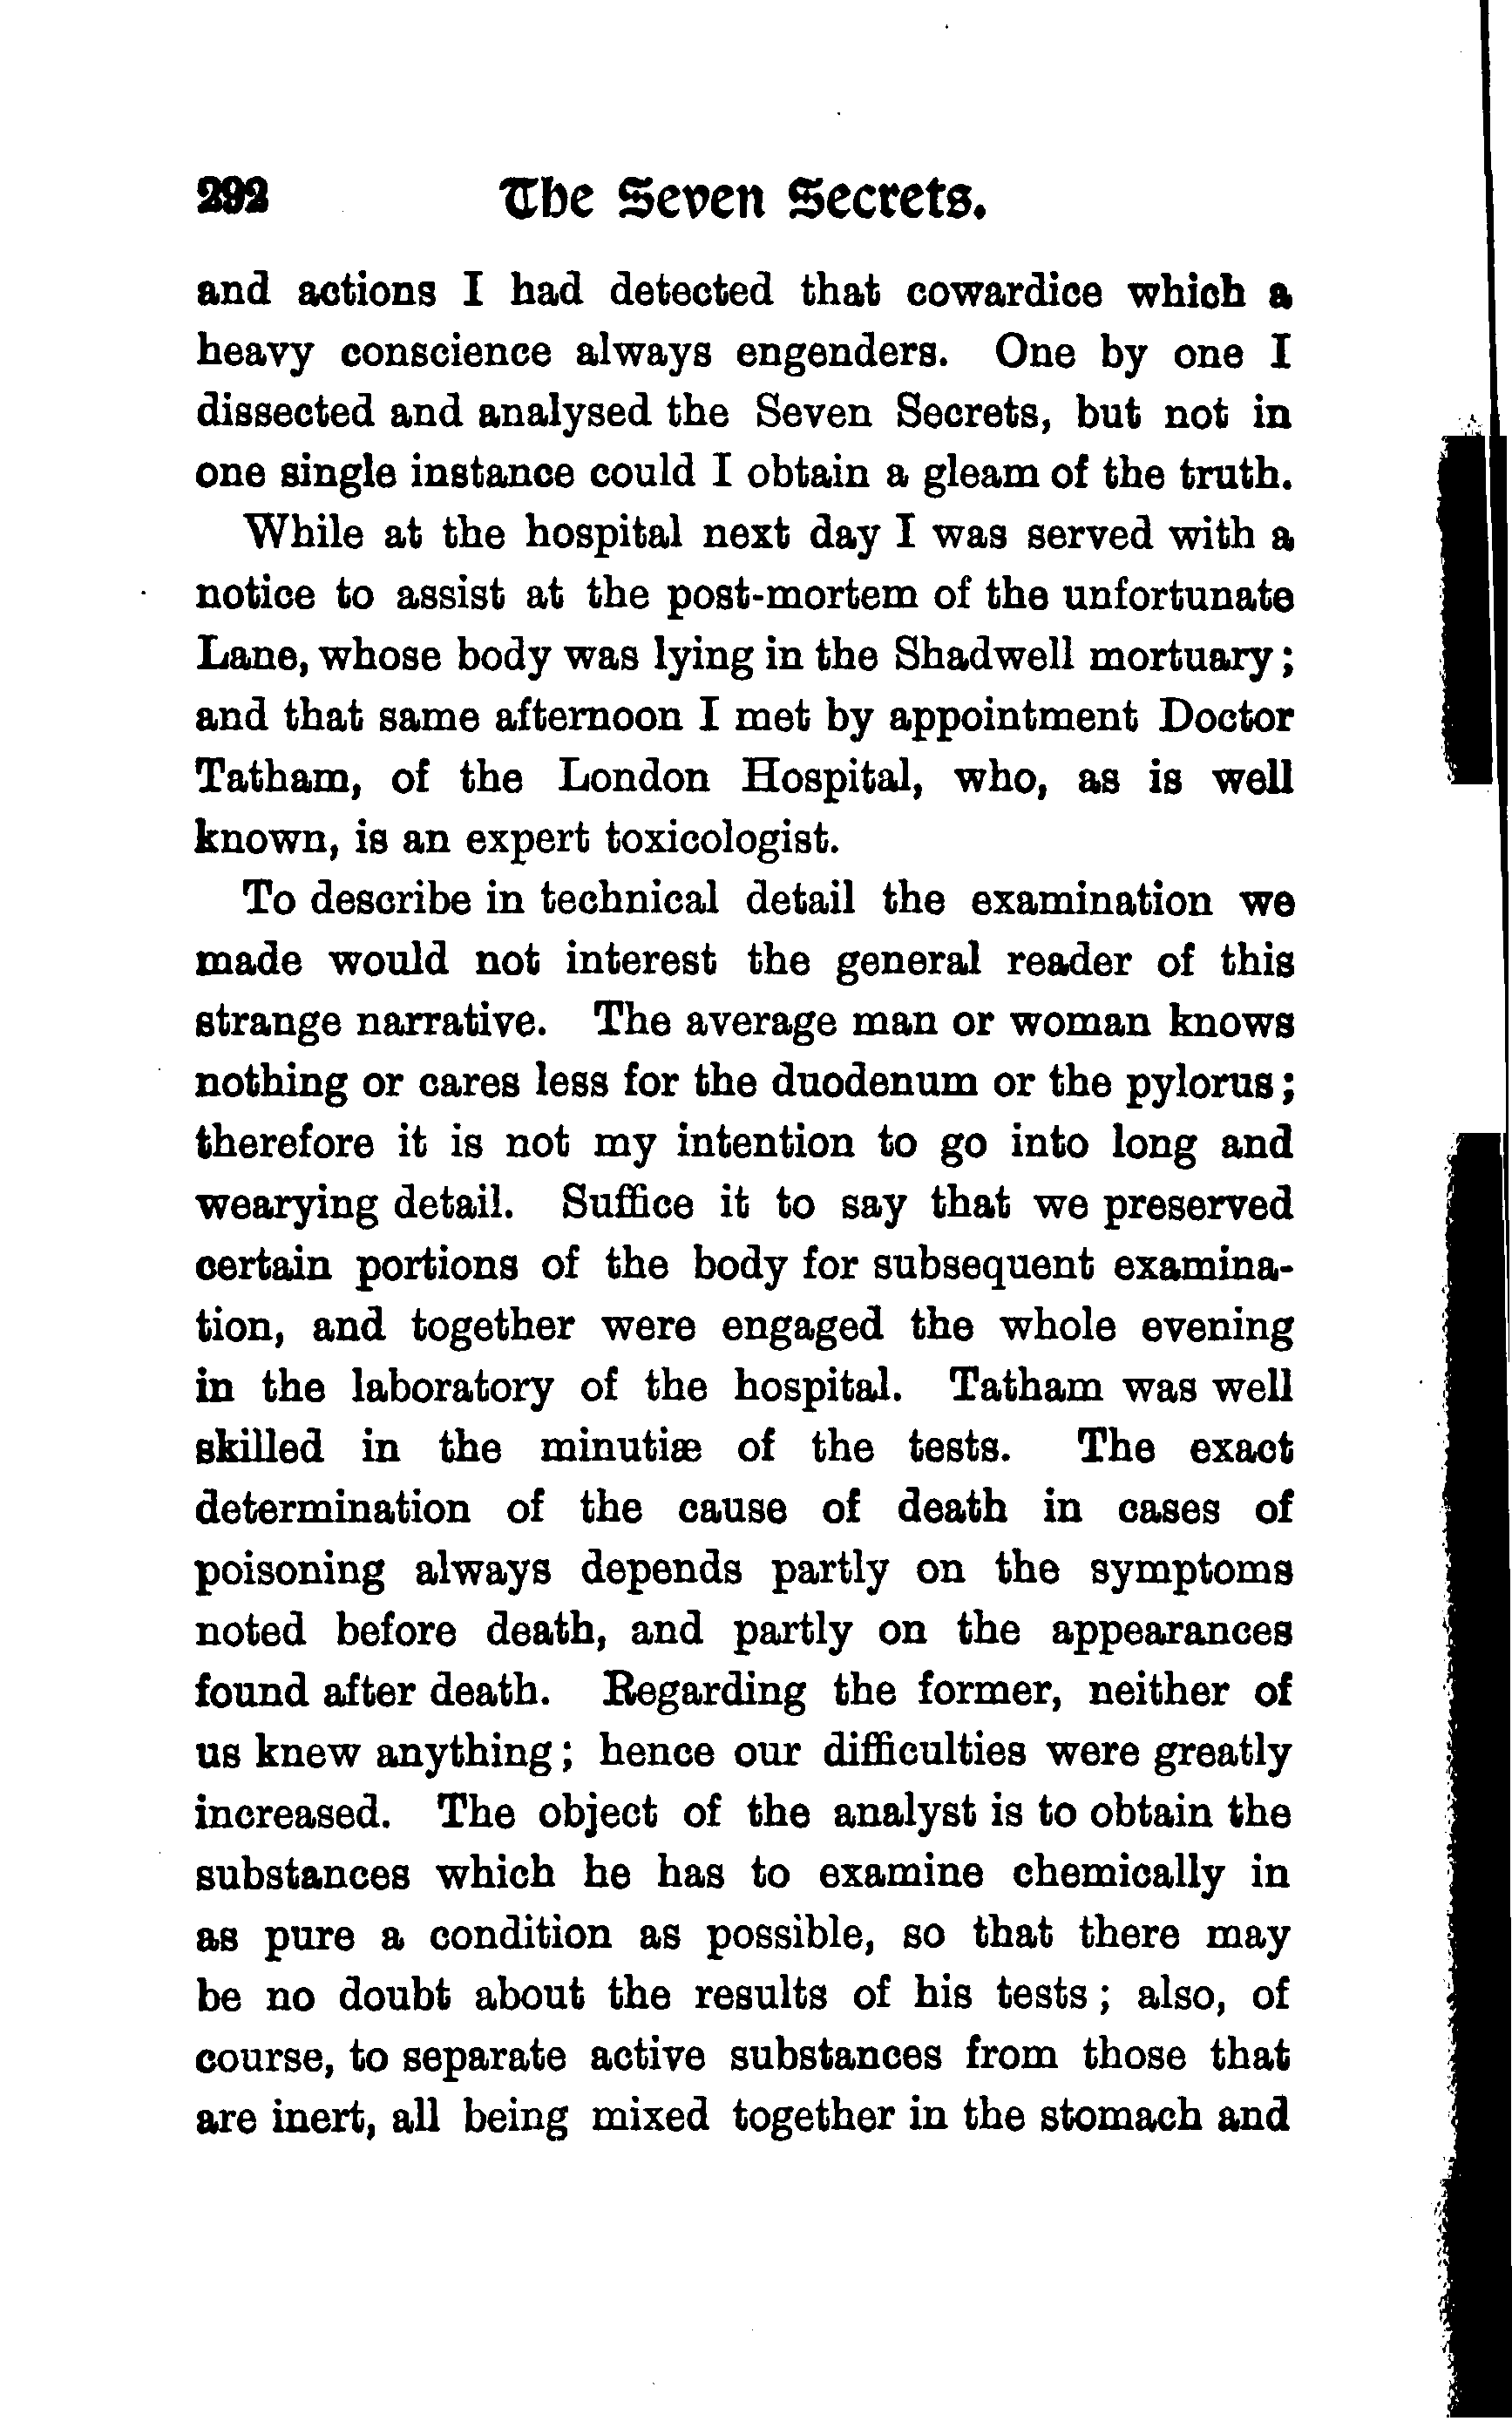 292 The Seven Secrets.
and actions I had detected that cowardice which a
heavy conscience always engenders. One by one I
dissected and analysed the Seven Secrets, but not in
one single instance could I obtain a gleam of the truth.
While at the hospital next day I was served with a
notice to assist at the post-mortem of the unfortunate
Lane, whose body was lying in the Shadwell mortuary;
and that same afternoon I met by appointment Doctor
Tatham, of the London Hospital, who, as is well
known, is an expert toxicologist.
To describe in technical detail the examination we
made would not interest the general reader of this
strange narrative. The average man or woman knows
nothing or cares less for the duodenum or the pylorus;
therefore it is not my intention to go into long and
wearying detail. Suffice it to say that we preserved
certain portions of the body for subsequent examina-
tion, and together were engaged the whole evening
in the laboratory of the hospital. Tatham was well
skilled in the minutiæ of the tests. The exact
determination of the cause of death in cases of
poisoning always depends partly on the symptoms
noted before death, and partly on the appearances
found after death. Regarding the former, neither of
us knew anything; hence our difficulties were greatly
increased. The object of the analyst is to obtain the
substances which he has to examine chemically in
as pure a condition as possible, so that there may
be no doubt about the results of his tests; also, of
course, to separate active substances from those that
are inert, all being mixed together in the stomach and